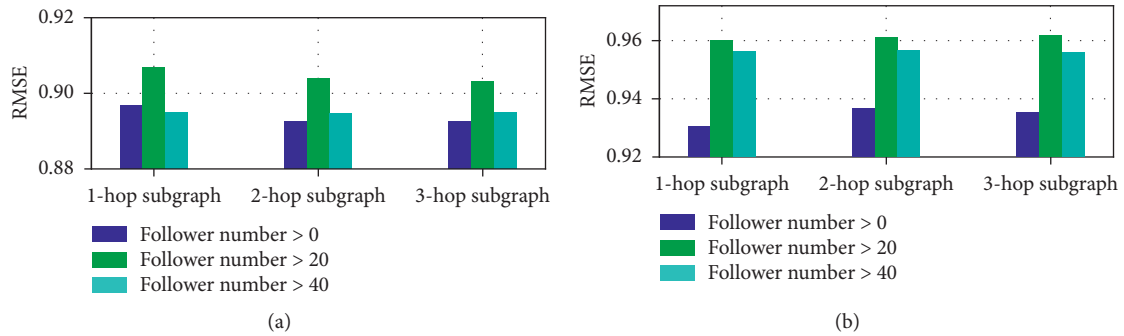 0.92
0.90
0.88
RMSE
1-hop subgraph 2-hop subgraph 3-hop subgraph
Follower number > 0
Follower number > 20
Follower number > 40
(a)
0.96
0.94
0.92
RMSE
1-hop subgraph 2-hop subgraph 3-hop subgraph
Follower number > 0
Follower number > 20
Follower number > 40
(b)